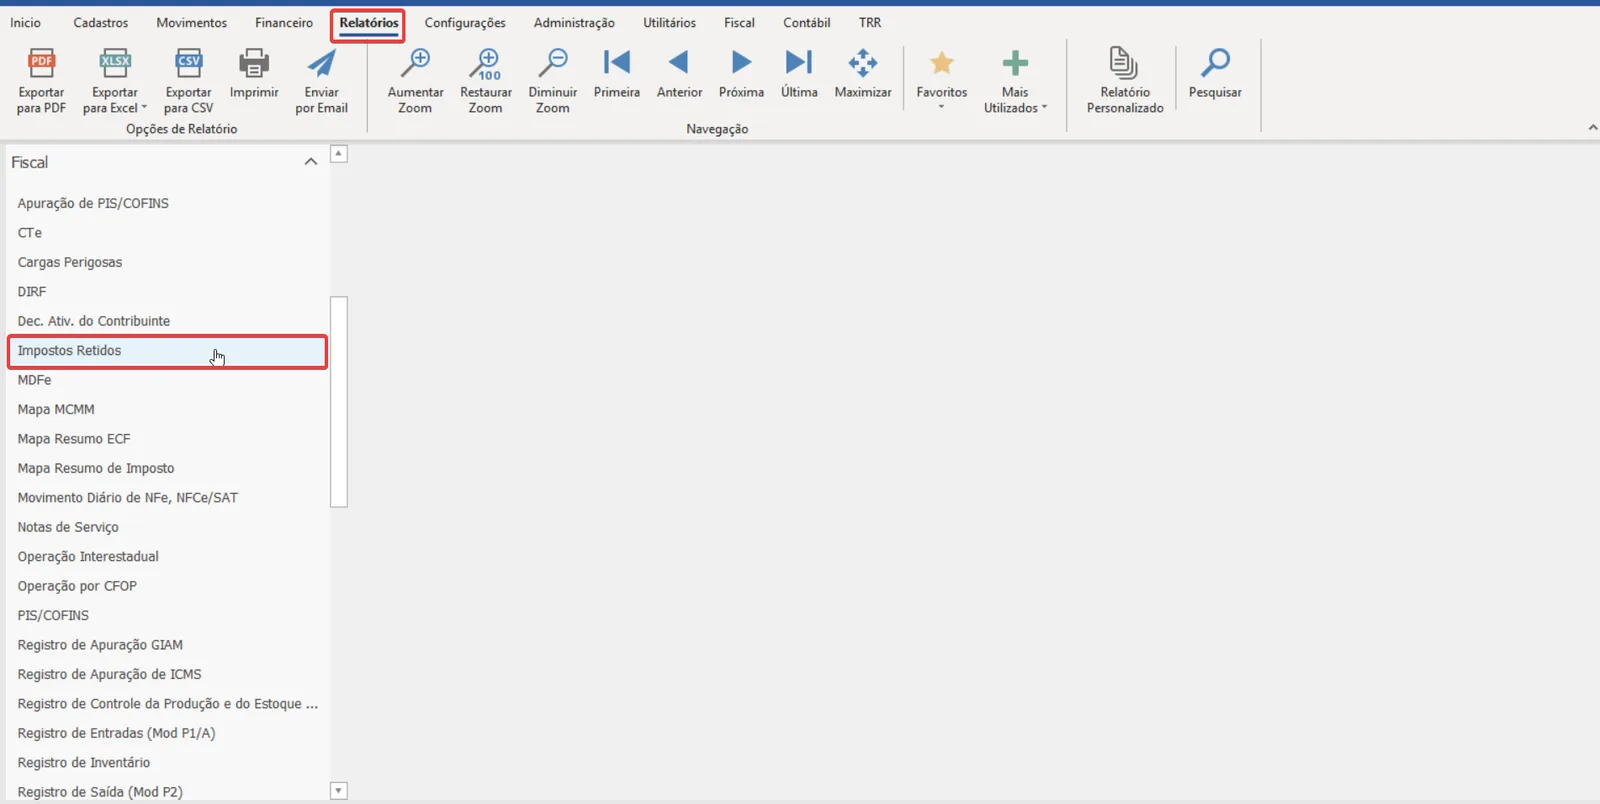 Inicio Cadastros Movimentos Financeiro Relatórios Configurações Administração Utilitários Fiscal Contábil TRR
PDF XLSX CSV 100
Exportar para PDF
Exportar para Excel
Exportar para CSV
Imprimir
Enviar por Email
Aumentar Zoom
Restaurar Zoom
Diminuir Zoom
Primeira
Anterior
Próxima
Última
Maximizar
Favoritos
Mais Utilizados
Relatório Personalizado
Pesquisar
Opções de Relatório
Navegação
Fiscal
Apuração de PIS/COFINS
CTe
Cargas Perigosas
DIRF
Dec. Ativ. do Contribuinte
Impostos Retidos
MDFe
Mapa MCMM
Mapa Resumo ECF
Mapa Resumo de Imposto
Movimento Diário de NFe, NFCe/SAT
Notas de Serviço
Operação Interestadual
Operação por CFOP
PIS/COFINS
Registro de Apuração GIAM
Registro de Apuração de ICMS
Registro de Controle da Produção e do Estoque ...
Registro de Entradas (Mod P1/A)
Registro de Inventário
Registro de Saída (Mod P2)